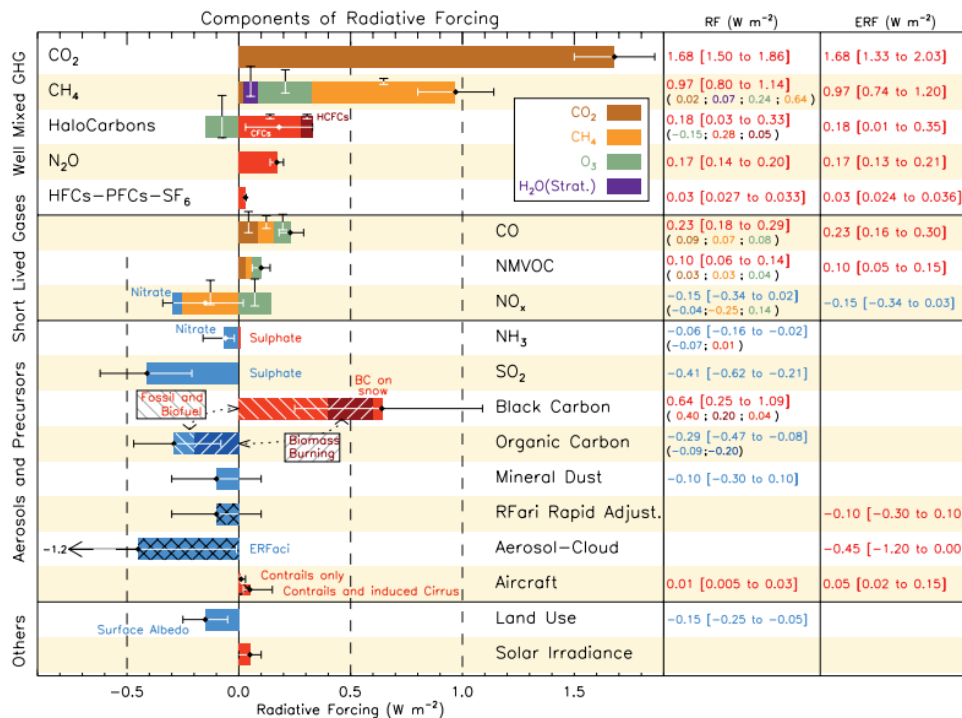 Components of Radiative Forcing
RF (W m⁻²)
ERF (W m⁻²)
Well Mixed GHG
CO₂
1.68 [1.50 to 1.86]
1.68 [1.33 to 2.03]
CH₄
0.97 [0.80 to 1.14]
(0.02; 0.07; 0.24; 0.64)
0.97 [0.74 to 1.20]
HaloCarbons
CFCs
HCFCs
0.18 [0.03 to 0.33]
(-0.15; 0.28; 0.05)
0.18 [0.01 to 0.35]
N₂O
0.17 [0.14 to 0.20]
0.17 [0.13 to 0.21]
HFCs-PFCs-SF₆
0.03 [0.027 to 0.033]
0.03 [0.024 to 0.036]
CO₂
CH₄
O₃
H₂O(Strat.)
Short Lived Gases
CO
0.23 [0.18 to 0.29]
(0.09; 0.07; 0.08)
0.23 [0.16 to 0.30]
NMVOC
0.10 [0.06 to 0.14]
(0.03; 0.03; 0.04)
0.10 [0.05 to 0.15]
Nitrate
NOₓ
-0.15 [-0.34 to 0.02]
(-0.04; -0.25; 0.14)
-0.15 [-0.34 to 0.03]
Aerosols and Precursors
Nitrate
Sulphate
NH₃
-0.06 [-0.16 to -0.02]
(-0.07; 0.01)
Sulphate
SO₂
-0.41 [-0.62 to -0.21]
Fossil and
Biofuel
BC on
snow
Black Carbon
0.64 [0.25 to 1.09]
(0.40; 0.20; 0.04)
Biomass
Burning
Organic Carbon
-0.29 [-0.47 to -0.08]
(-0.09;-0.20)
Mineral Dust
-0.10 [-0.30 to 0.10]
RFari Rapid Adjust.
-0.10 [-0.30 to 0.10
-1.2
ERFaci
Aerosol-Cloud
-0.45 [-1.20 to 0.00
Contrails only
Contrails and induced Cirrus
Aircraft
0.01 [0.005 to 0.03]
0.05 [0.02 to 0.15]
Others
Surface Albedo
Land Use
-0.15 [-0.25 to -0.05]
Solar Irradiance
-0.5
0.0
0.5
1.0
1.5
Radiative Forcing (W m⁻²)